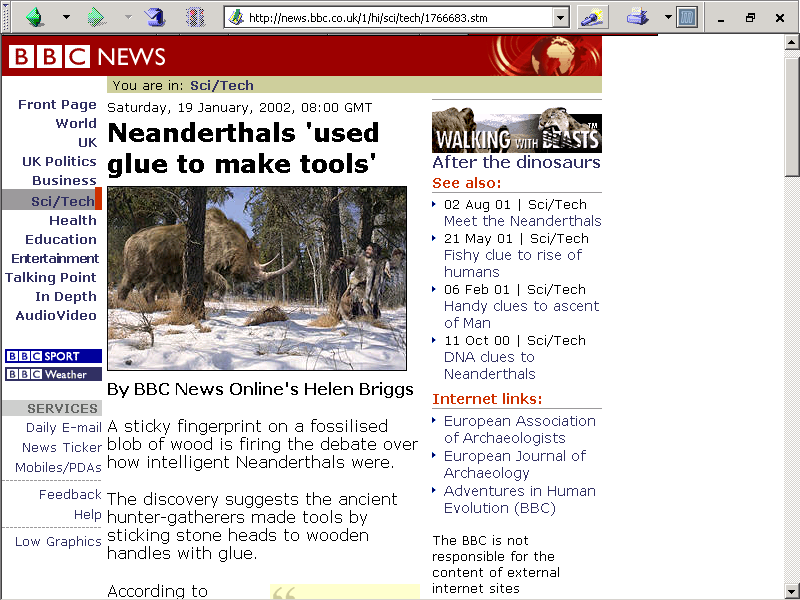 http://news.bbc.co.uk/1/hi/sci/tech/1766683.stm
BBC NEWS
You are in: Sci/Tech
Front Page
World
UK
UK Politics
Business
Sci/Tech
Health
Education
Entertainment
Talking Point
In Depth
AudioVideo
BBC SPORT
BBC Weather
SERVICES
Daily E-mail
News Ticker
Mobiles/PDAs
Feedback
Help
Low Graphics
Saturday, 19 January, 2002, 08:00 GMT
Neanderthals 'used
glue to make tools'
By BBC News Online's Helen Briggs
A sticky fingerprint on a fossilised
blob of wood is firing the debate over
how intelligent Neanderthals were.
The discovery suggests the ancient
hunter-gatherers made tools by
sticking stone heads to wooden
handles with glue.
According to
“
WALKING WITH BEASTS™
After the dinosaurs
See also:
02 Aug 01 | Sci/Tech
Meet the Neanderthals
21 May 01 | Sci/Tech
Fishy clue to rise of
humans
06 Feb 01 | Sci/Tech
Handy clues to ascent
of Man
11 Oct 00 | Sci/Tech
DNA clues to
Neanderthals
Internet links:
European Association
of Archaeologists
European Journal of
Archaeology
Adventures in Human
Evolution (BBC)
The BBC is not
responsible for the
content of external
internet sites